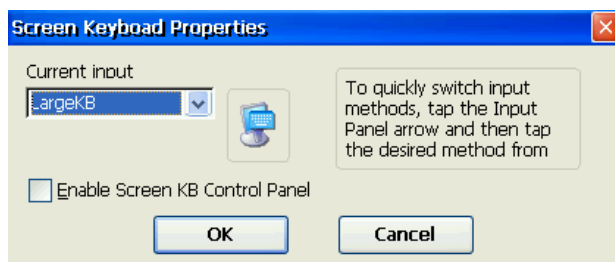 Screen Keyboad Properties
Current input
LargeKB
To quickly switch input
methods, tap the Input
Panel arrow and then tap
the desired method from
Enable Screen KB Control Panel
OK
Cancel